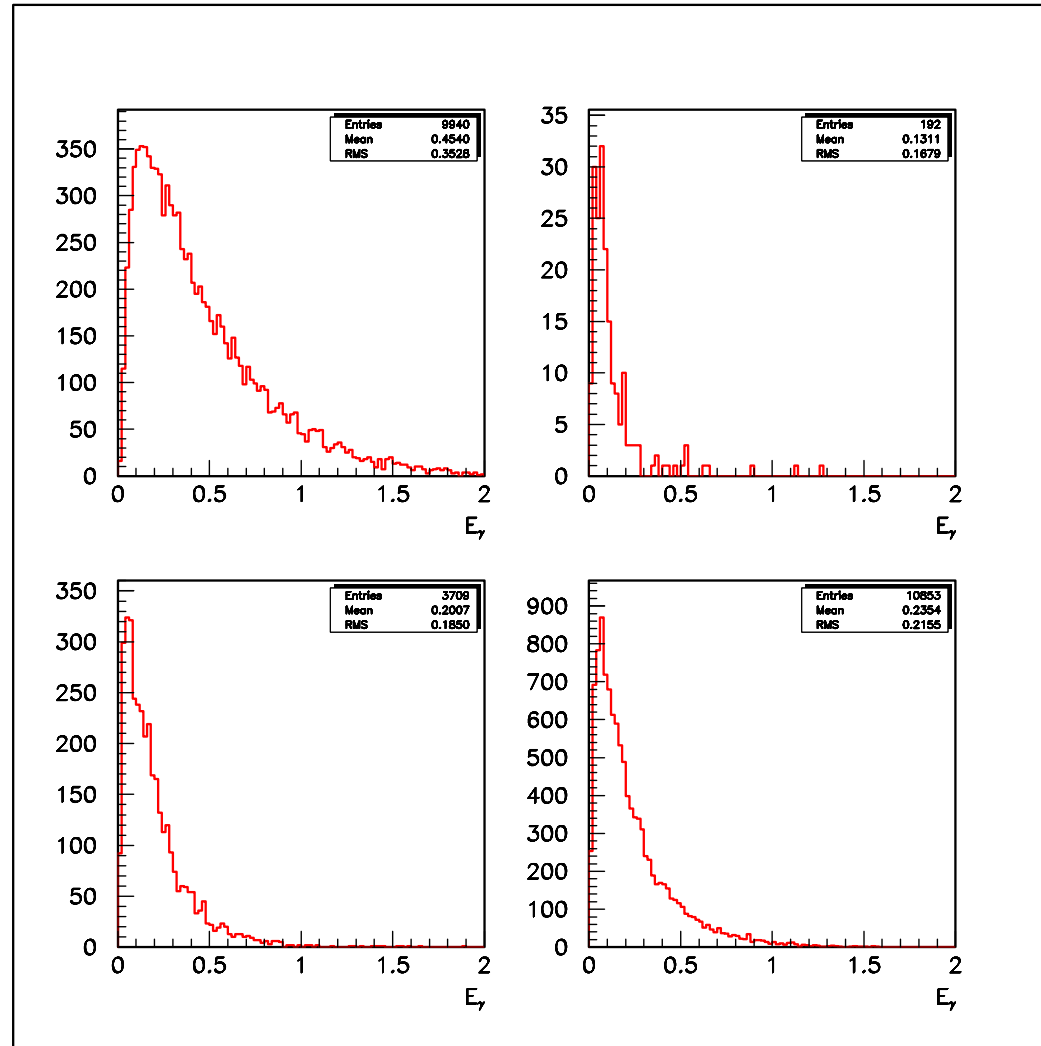 Entries 9940
Mean 0.4540
RMS 0.3528
350
300
250
200
150
100
50
0
0 0.5 1 1.5 2
Eγ
Entries 192
Mean 0.1311
RMS 0.1679
35
30
25
20
15
10
5
0
0 0.5 1 1.5 2
Eγ
Entries 3709
Mean 0.2007
RMS 0.1850
350
300
250
200
150
100
50
0
0 0.5 1 1.5 2
Eγ
Entries 10853
Mean 0.2354
RMS 0.2155
900
800
700
600
500
400
300
200
100
0
0 0.5 1 1.5 2
Eγ